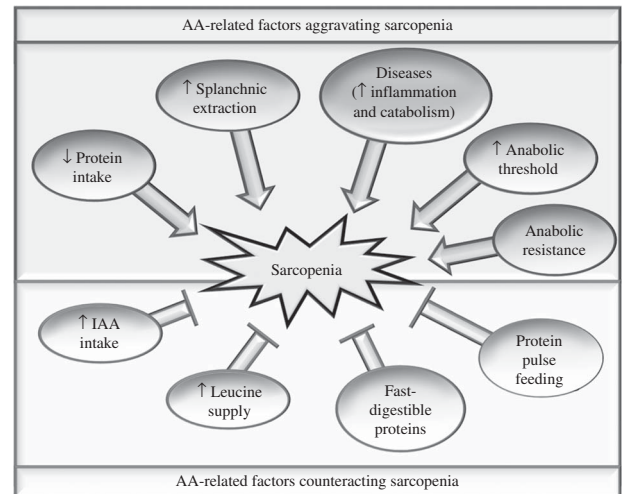 AA-related factors aggravating sarcopenia
Diseases
(↑ inflammation
and catabolism)
↑ Splanchnic
extraction
↑ Anabolic
threshold
↓ Protein
intake
Anabolic
resistance
Sarcopenia
↑ IAA
intake
Protein
pulse
feeding
↑ Leucine
supply
Fast-
digestible
proteins
AA-related factors counteracting sarcopenia